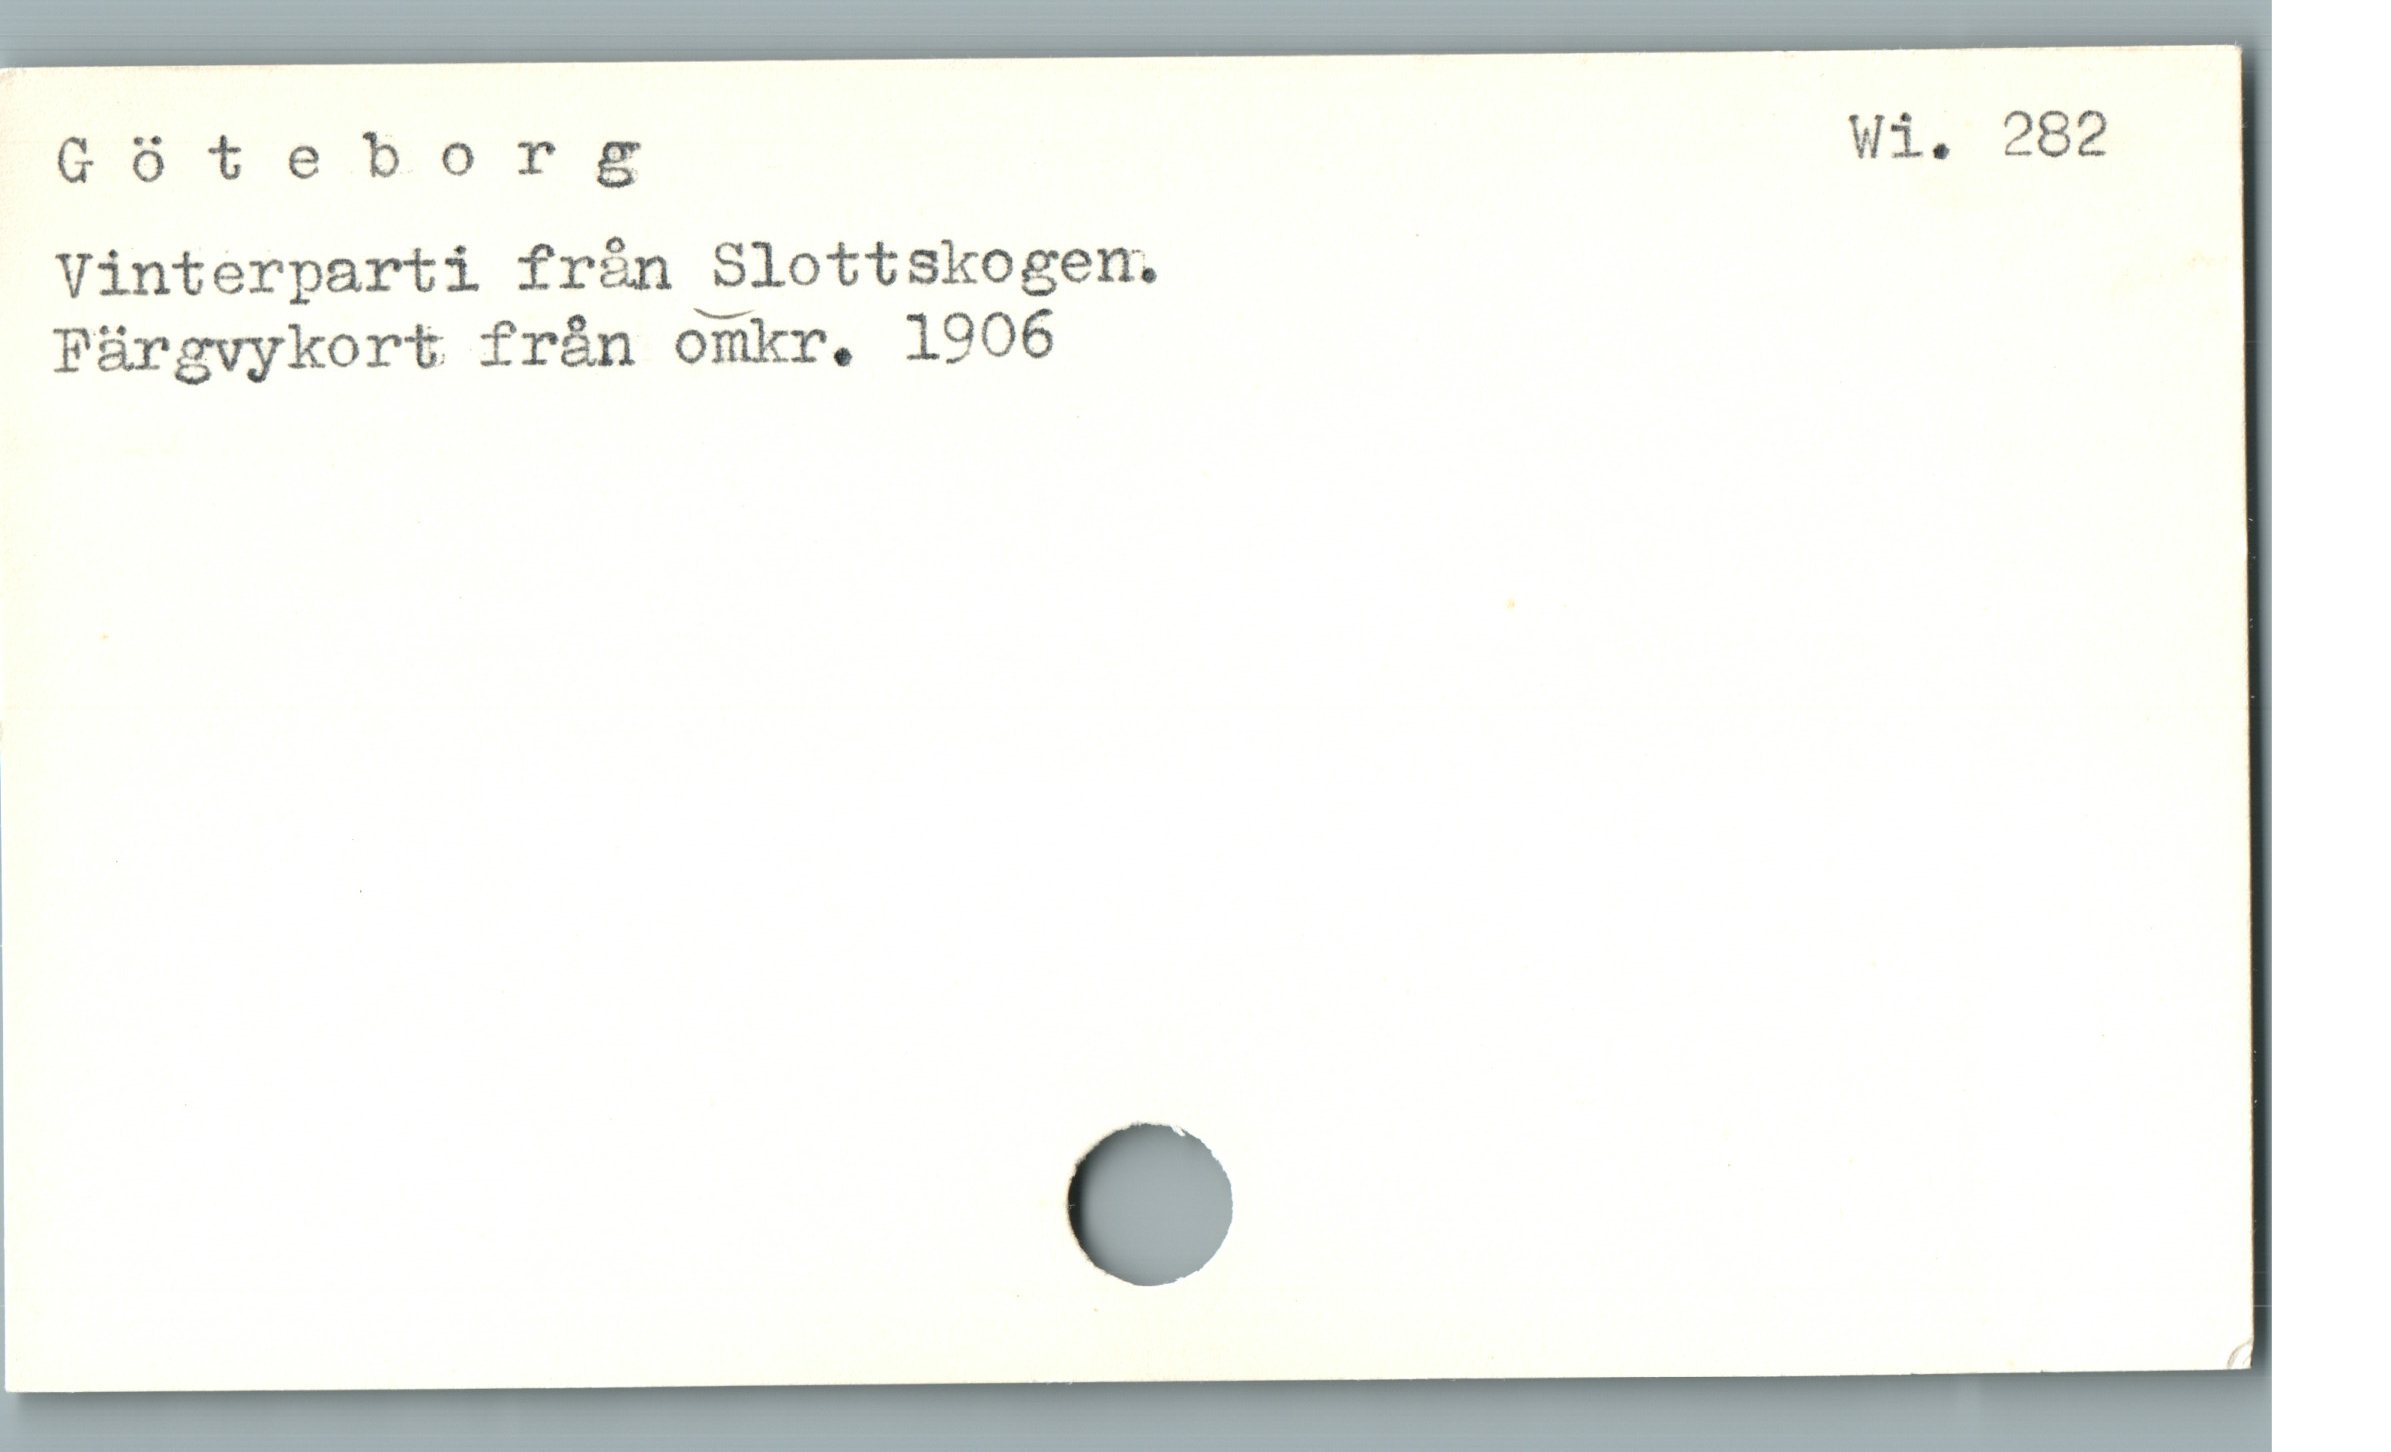 G ö t e b o r g
Wi. 282
Vinterparti från Slottskogen.
Färgvykort från omkr. 1906